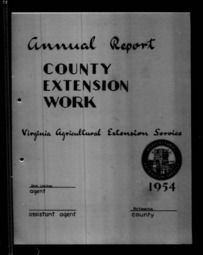 Annual Report
COUNTY
EXTENSION
WORK
Virginia Agricultural Extension Service
1954
agent
assistant agent
county